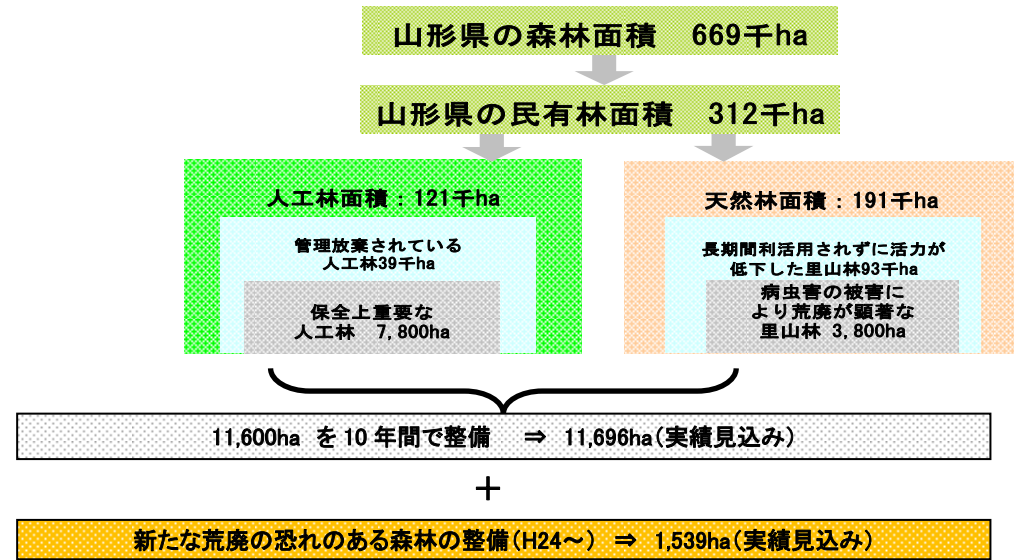 山形県の森林面積　669千ha
山形県の民有林面積　312千ha
人工林面積：121千ha
管理放棄されている
人工林39千ha
保全上重要な
人工林　7,800ha
天然林面積：191千ha
長期間利活用されずに活力が
低下した里山林93千ha
病虫害の被害に
より荒廃が顕著な
里山林 3,800ha
11,600ha を 10 年間で整備　⇒ 11,696ha（実績見込み）
＋
新たな荒廃の恐れのある森林の整備（H24～） ⇒ 1,539ha（実績見込み）